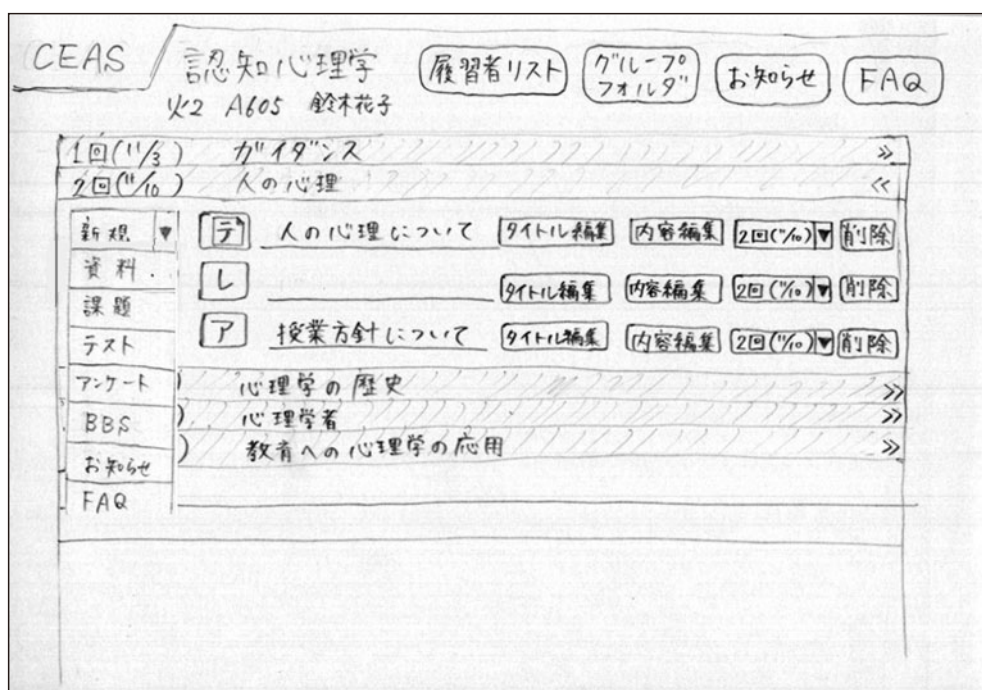 CEAS
認知心理学
火2 A605 鈴木花子
履習者リスト
グループ
フォルダ
お知らせ
FAQ
1回(11/3) ガイダンス >>
2回(11/10) 人の心理 <<
新規 ▼
資料
課題
テスト
アンケート
BBS
お知らせ
FAQ
デ 人の心理について タイトル編集 内容編集 2回(11/10)▼ 削除
レ タイトル編集 内容編集 2回(11/10)▼ 削除
ア 授業方針について タイトル編集 内容編集 2回(11/10)▼ 削除
) 心理学の歴史 >>
) 心理学者 >>
) 教育への心理学の応用 >>